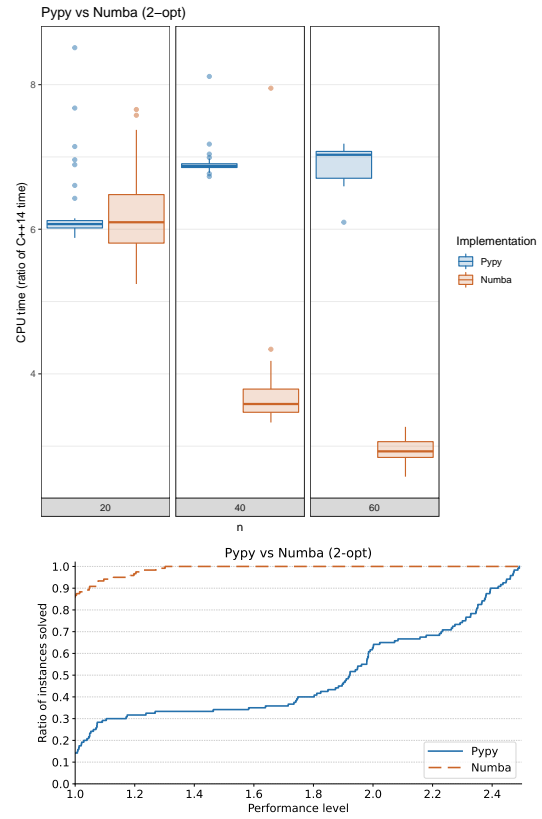 Pypy vs Numba (2−opt)
8
6
4
CPU time (ratio of C++14 time)
20
40
60
n
Implementation
Pypy
Numba
Pypy vs Numba (2-opt)
1.0
0.9
0.8
0.7
0.6
0.5
0.4
0.3
0.2
0.1
0.0
Ratio of instances solved
1.0 1.2 1.4 1.6 1.8 2.0 2.2 2.4
Performance level
Pypy
Numba